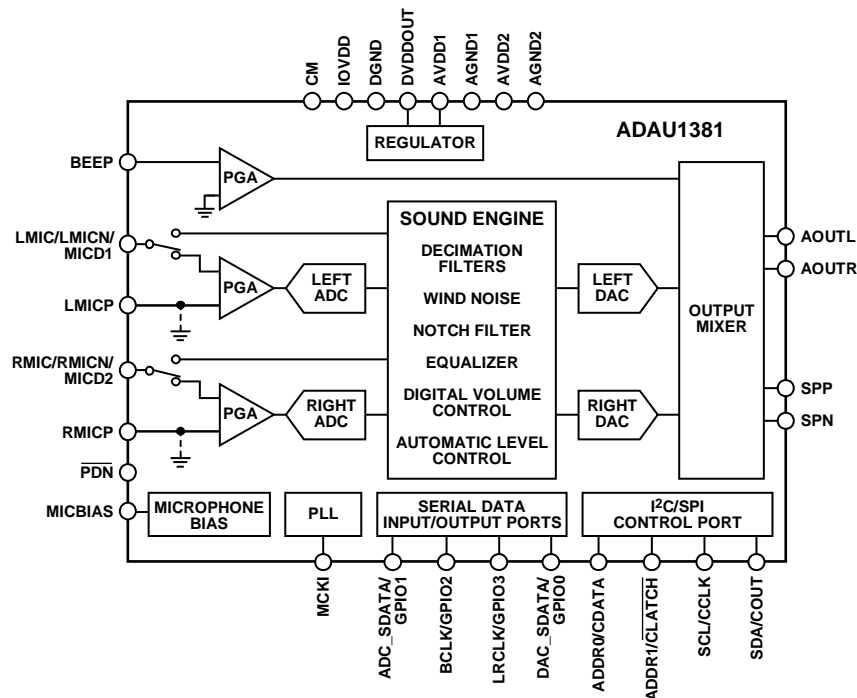 CM
IOVDD
DGND
DVDDOUT
AVDD1
AGND1
AVDD2
AGND2
ADAU1381
REGULATOR
BEEP
PGA
LMIC/LMICN/
MICD1
PGA
LEFT
ADC
LMICP
RMIC/RMICN/
MICD2
PGA
RIGHT
ADC
RMICP
PDN
MICBIAS
MICROPHONE
BIAS
SOUND ENGINE
DECIMATION
FILTERS
WIND NOISE
NOTCH FILTER
EQUALIZER
DIGITAL VOLUME
CONTROL
AUTOMATIC LEVEL
CONTROL
LEFT
DAC
RIGHT
DAC
OUTPUT
MIXER
AOUTL
AOUTR
SPP
SPN
PLL
SERIAL DATA
INPUT/OUTPUT PORTS
I²C/SPI
CONTROL PORT
MCKI
ADC_SDATA/
GPIO1
BCLK/GPIO2
LRCLK/GPIO3
DAC_SDATA/
GPIO0
ADDR0/CDATA
ADDR1/CLATCH
SCL/CCLK
SDA/COUT